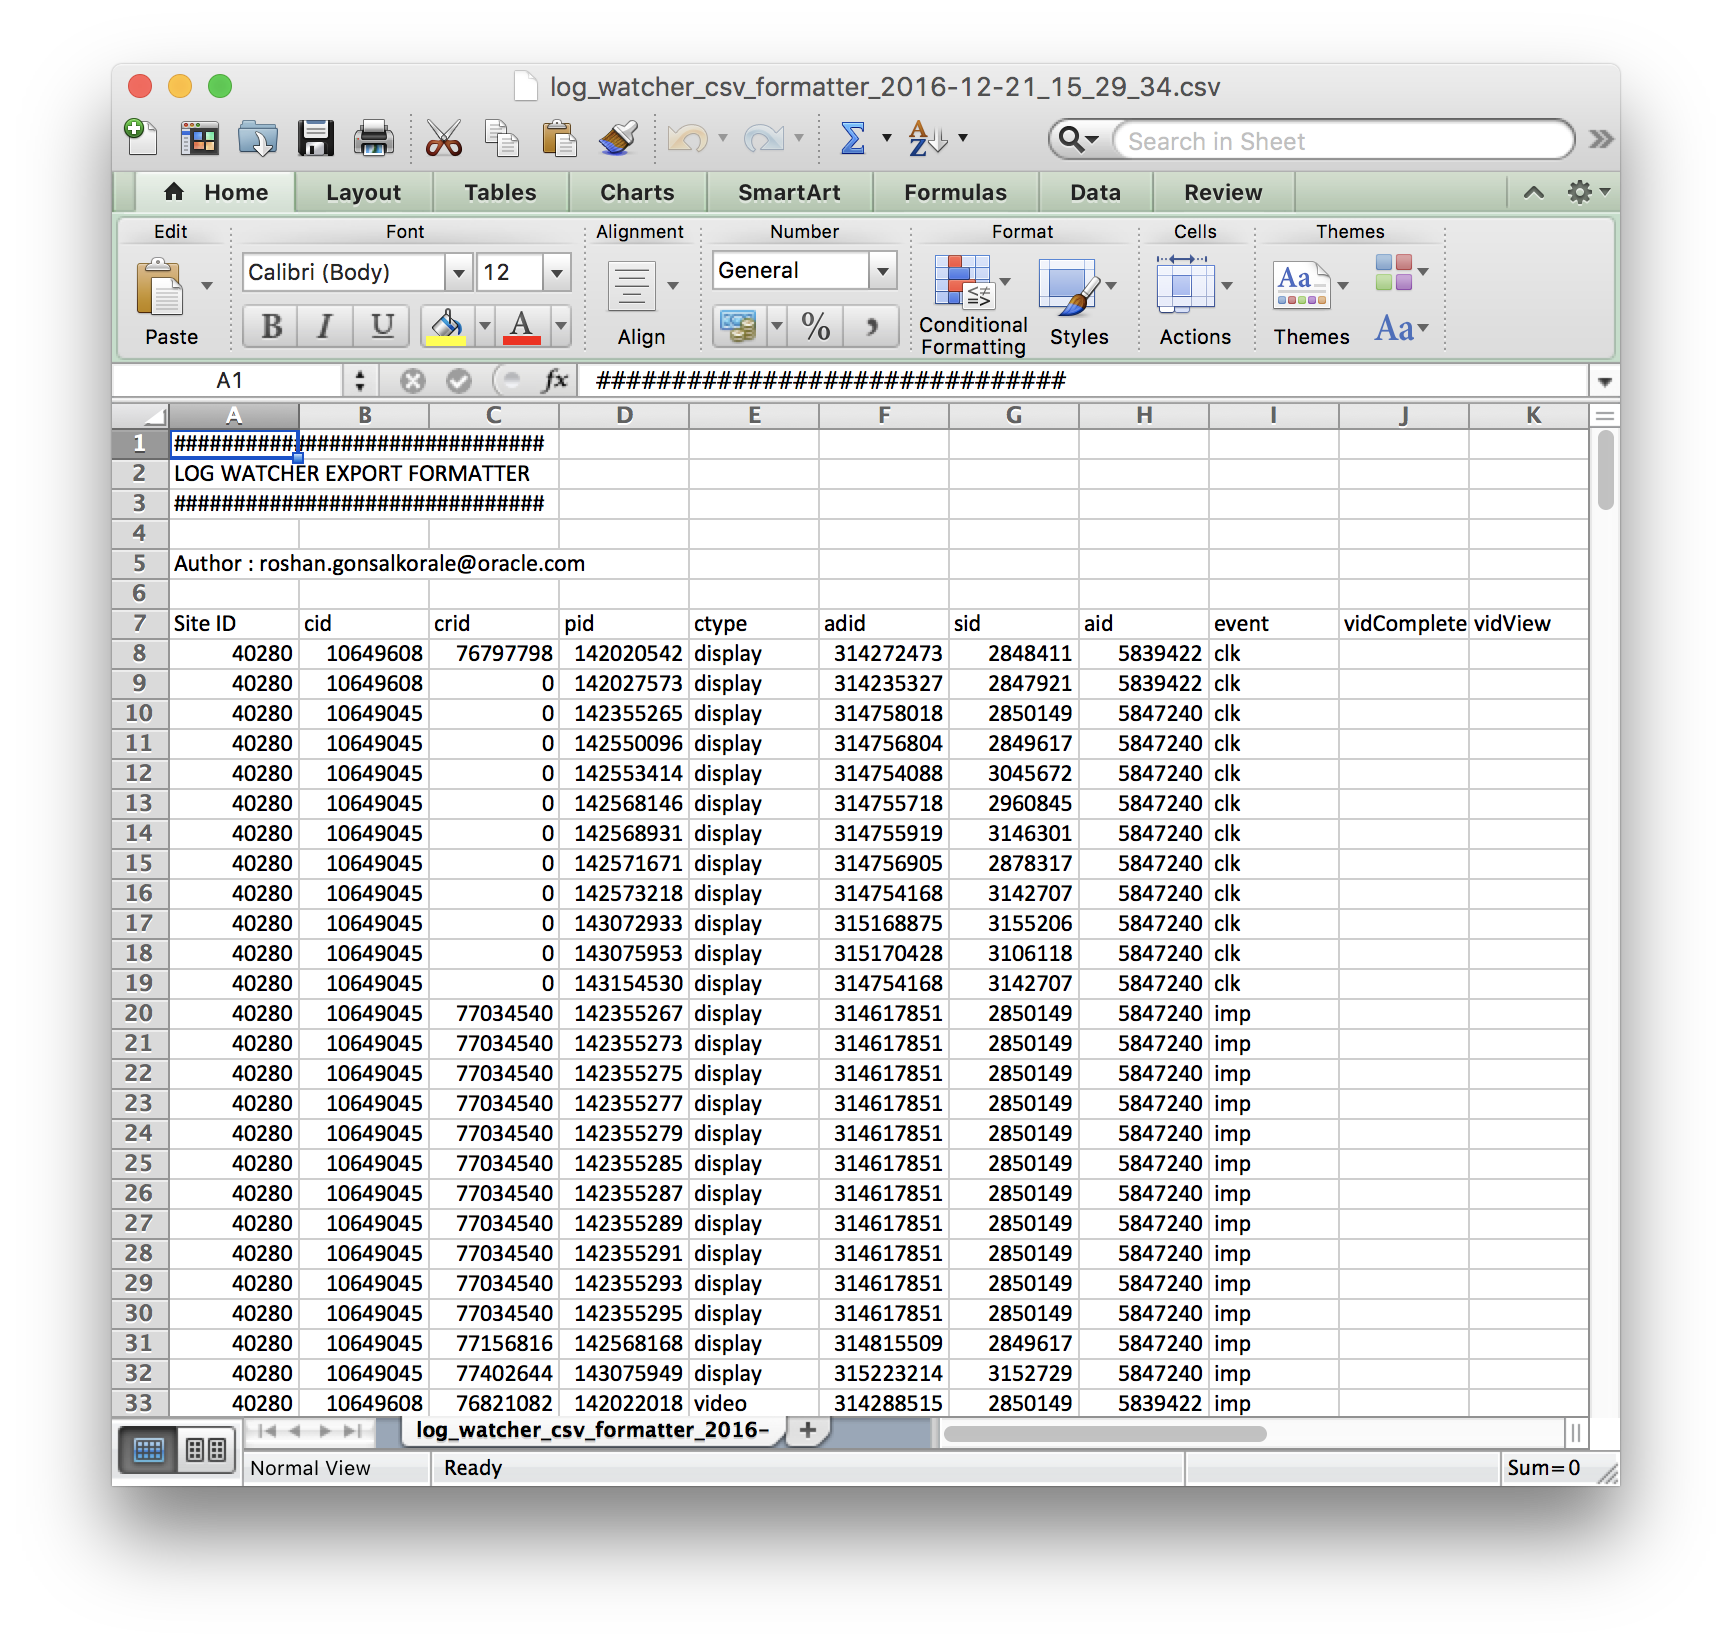 log_watcher_csv_formatter_2016-12-21_15_29_34.csv
Search in Sheet
Home Layout Tables Charts SmartArt Formulas Data Review
Edit Font Alignment Number Format Cells Themes
Calibri (Body) 12 General
Paste B I U A Align % Conditional Formatting Styles Actions Aa Themes Aa
A1 fx ###############################
A B C D E F G H I J K
1 ###############################
2 LOG WATCHER EXPORT FORMATTER
3 ###############################
4
5 Author : roshan.gonsalkorale@oracle.com
6
7 Site ID cid crid pid ctype adid sid aid event vidComplete vidView
8 40280 10649608 76797798 142020542 display 314272473 2848411 5839422 clk
9 40280 10649608 0 142027573 display 314235327 2847921 5839422 clk
10 40280 10649045 0 142355265 display 314758018 2850149 5847240 clk
11 40280 10649045 0 142550096 display 314756804 2849617 5847240 clk
12 40280 10649045 0 142553414 display 314754088 3045672 5847240 clk
13 40280 10649045 0 142568146 display 314755718 2960845 5847240 clk
14 40280 10649045 0 142568931 display 314755919 3146301 5847240 clk
15 40280 10649045 0 142571671 display 314756905 2878317 5847240 clk
16 40280 10649045 0 142573218 display 314754168 3142707 5847240 clk
17 40280 10649045 0 143072933 display 315168875 3155206 5847240 clk
18 40280 10649045 0 143075953 display 315170428 3106118 5847240 clk
19 40280 10649045 0 143154530 display 314754168 3142707 5847240 clk
20 40280 10649045 77034540 142355267 display 314617851 2850149 5847240 imp
21 40280 10649045 77034540 142355273 display 314617851 2850149 5847240 imp
22 40280 10649045 77034540 142355275 display 314617851 2850149 5847240 imp
23 40280 10649045 77034540 142355277 display 314617851 2850149 5847240 imp
24 40280 10649045 77034540 142355279 display 314617851 2850149 5847240 imp
25 40280 10649045 77034540 142355285 display 314617851 2850149 5847240 imp
26 40280 10649045 77034540 142355287 display 314617851 2850149 5847240 imp
27 40280 10649045 77034540 142355289 display 314617851 2850149 5847240 imp
28 40280 10649045 77034540 142355291 display 314617851 2850149 5847240 imp
29 40280 10649045 77034540 142355293 display 314617851 2850149 5847240 imp
30 40280 10649045 77034540 142355295 display 314617851 2850149 5847240 imp
31 40280 10649045 77156816 142568168 display 314815509 2849617 5847240 imp
32 40280 10649045 77402644 143075949 display 315223214 3152729 5847240 imp
33 40280 10649608 76821082 142022018 video 314288515 2850149 5839422 imp
log_watcher_csv_formatter_2016-
Normal View Ready Sum=0